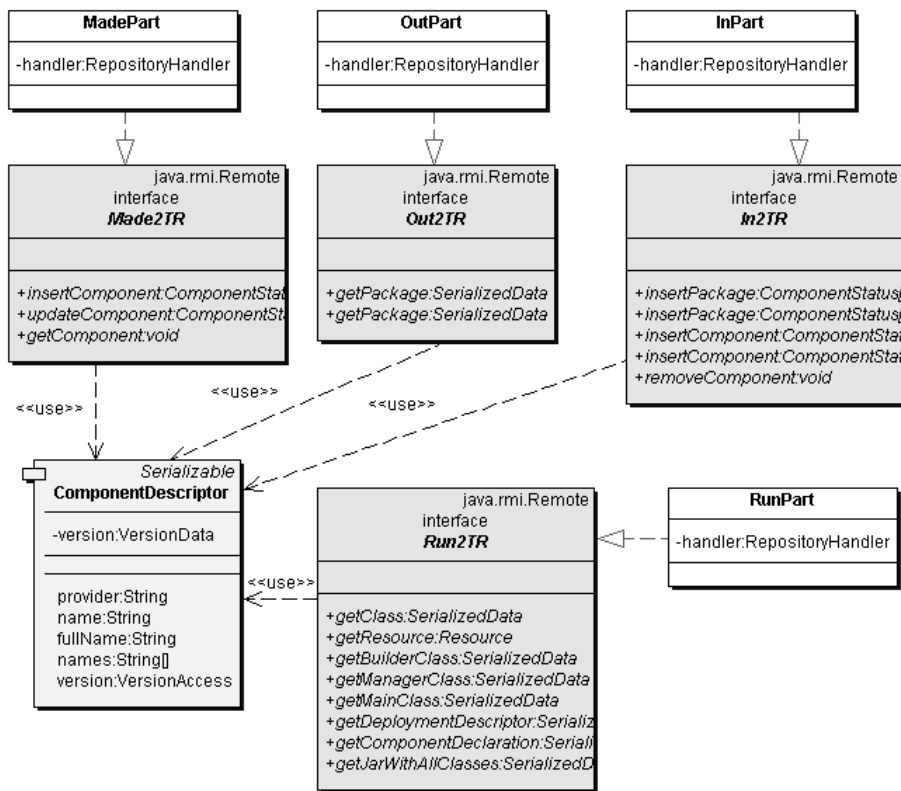 MadePart
-handler:RepositoryHandler
OutPart
-handler:RepositoryHandler
InPart
-handler:RepositoryHandler
java.rmi.Remote
interface
Made2TR
+insertComponent:ComponentStat
+updateComponent:ComponentSta
+getComponent:void
java.rmi.Remote
interface
Out2TR
+getPackage:SerializedData
+getPackage:SerializedData
java.rmi.Remote
interface
In2TR
+insertPackage:ComponentStatus[
+insertPackage:ComponentStatus[
+insertComponent:ComponentStat
+insertComponent:ComponentStat
+removeComponent:void
<<use>>
<<use>>
<<use>>
Serializable
ComponentDescriptor
-version:VersionData
provider:String
name:String
fullName:String
names:String[]
version:VersionAccess
<<use>>
java.rmi.Remote
interface
Run2TR
+getClass:SerializedData
+getResource:Resource
+getBuilderClass:SerializedData
+getManagerClass:SerializedData
+getMainClass:SerializedData
+getDeploymentDescriptor:Serializ
+getComponentDeclaration:Seriali
+getJarWithAllClasses:SerializedD
RunPart
-handler:RepositoryHandler